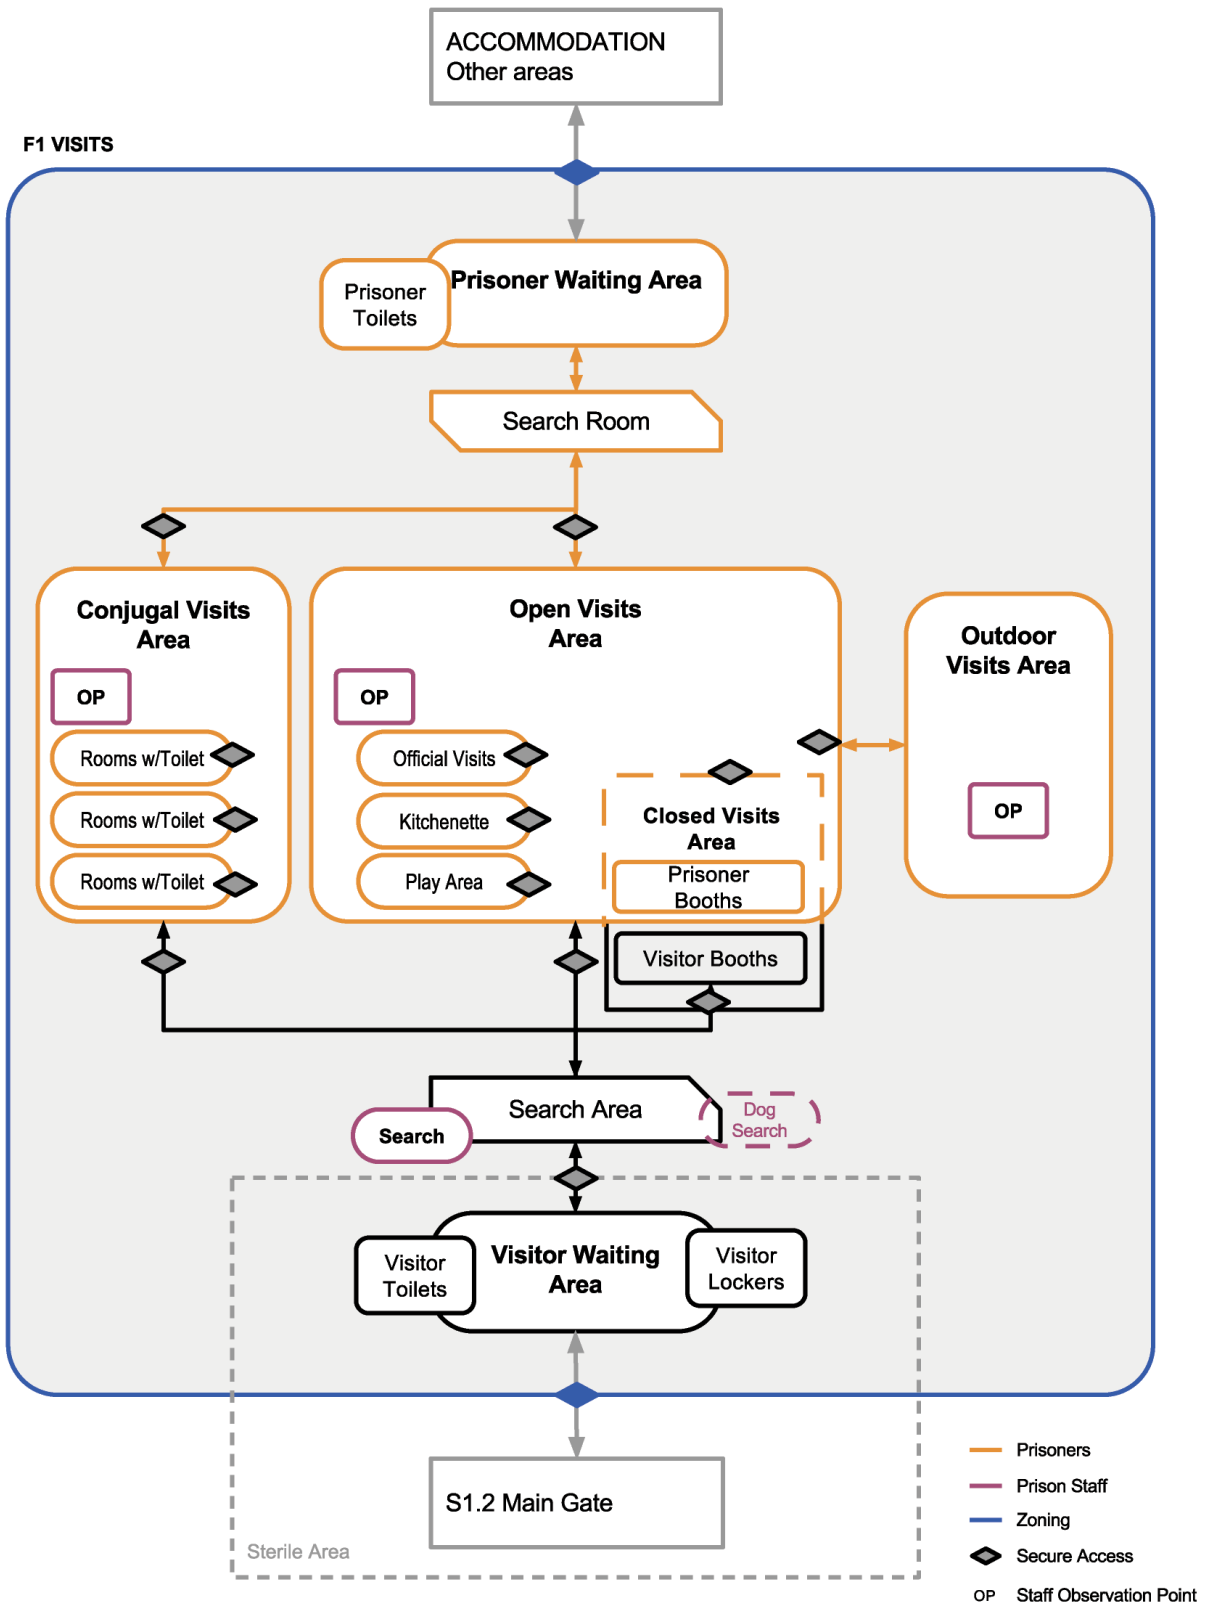 ACCOMMODATION
Other areas
F1 VISITS
Prisoner Waiting Area
Prisoner
Toilets
Search Room
Conjugal Visits
Area
OP
Rooms w/Toilet
Rooms w/Toilet
Rooms w/Toilet
Open Visits
Area
OP
Official Visits
Kitchenette
Play Area
Closed Visits
Area
Prisoner
Booths
Visitor Booths
Outdoor
Visits Area
OP
Search Area
Search
Dog
Search
Visitor Waiting
Area
Visitor
Toilets
Visitor
Lockers
S1.2 Main Gate
Sterile Area
Prisoners
Prison Staff
Zoning
Secure Access
OP Staff Observation Point